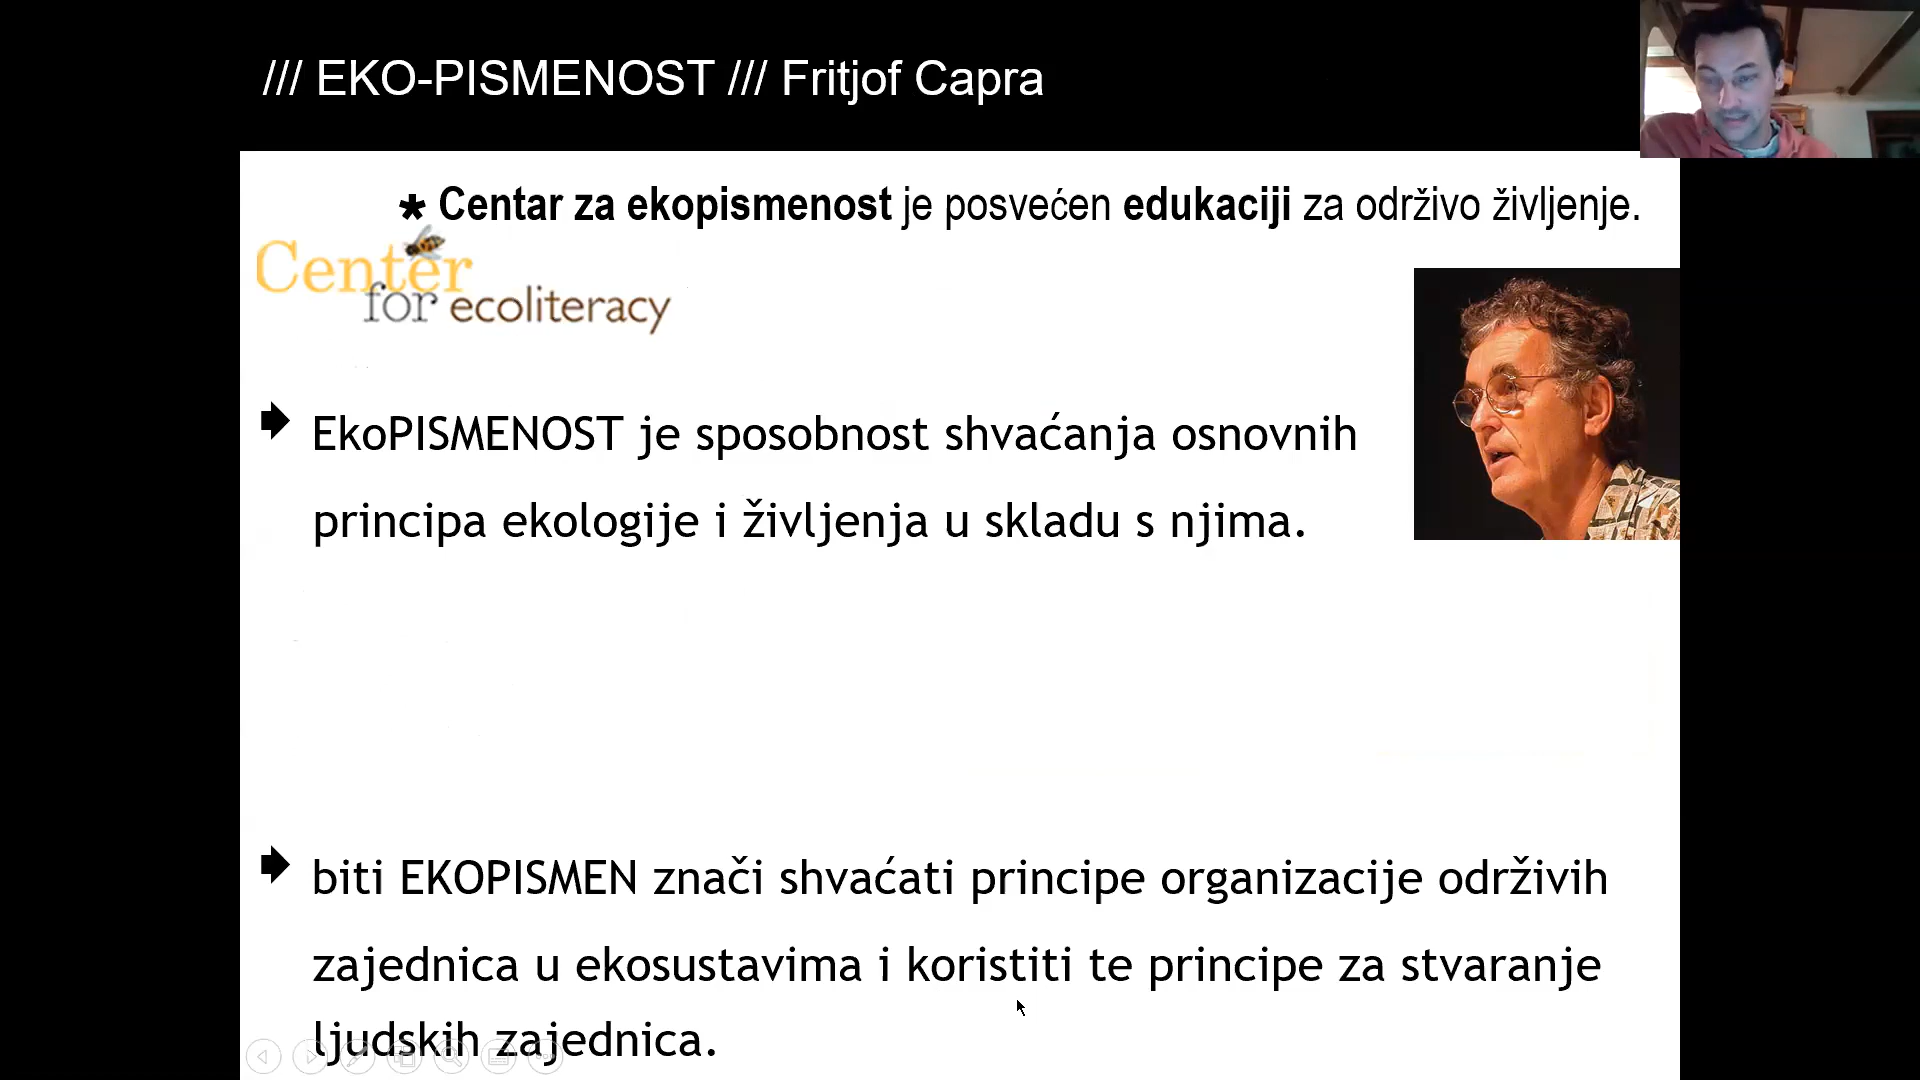 /// EKO-PISMENOST /// Fritjof Capra
* Centar za ekopismenost je posvećen edukaciji za održivo življenje.
Center
for ecoliteracy
EkoPISMENOST je sposobnost shvaćanja osnovnih
principa ekologije i življenja u skladu s njima.
biti EKOPISMEN znači shvaćati principe organizacije održivih
zajednica u ekosustavima i koristiti te principe za stvaranje
ljudskih zajednica.